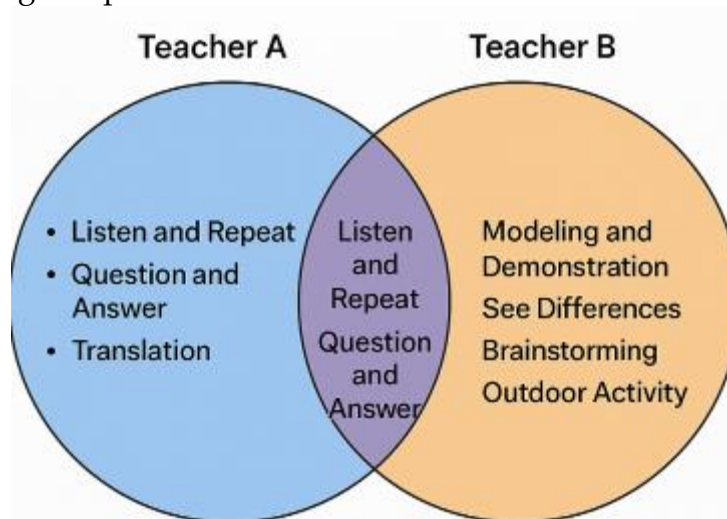 Teacher A
Teacher B
• Listen and Repeat
• Question and
Answer
• Translation
Listen
and
Repeat
Question
and
Answer
Modeling and
Demonstration
See Differences
Brainstorming
Outdoor Activity